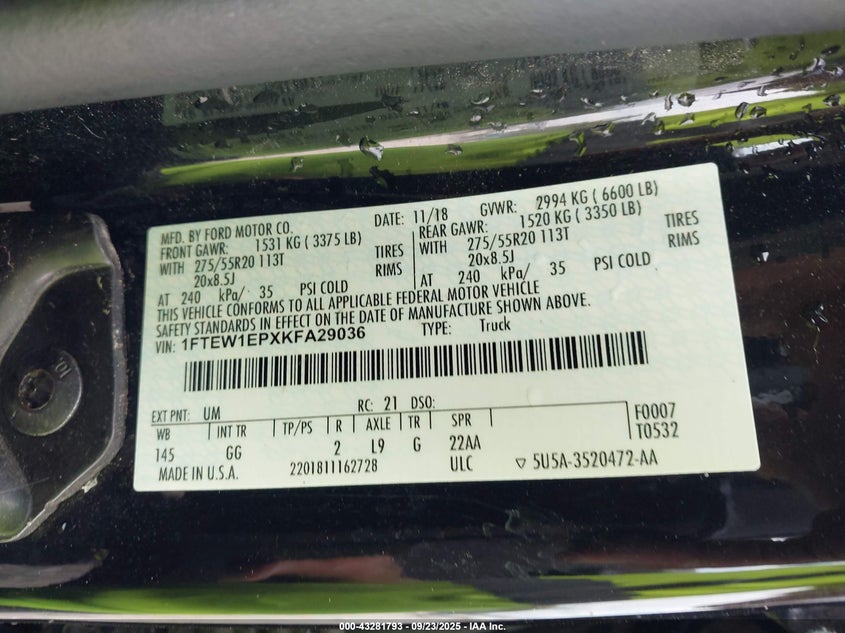 MFD. BY FORD MOTOR CO. DATE: 11/18 GVWR: 2994 KG ( 6600 LB)
FRONT GAWR: 1531 KG ( 3375 LB) REAR GAWR: 1520 KG ( 3350 LB)
WITH 275/55R20 113T TIRES WITH 275/55R20 113T TIRES
20x8.5J RIMS 20x8.5J RIMS
AT 240 kPa/ 35 PSI COLD AT 240 kPa/ 35 PSI COLD
THIS VEHICLE CONFORMS TO ALL APPLICABLE FEDERAL MOTOR VEHICLE
SAFETY STANDARDS IN EFFECT ON THE DATE OF MANUFACTURE SHOWN ABOVE.
VIN: 1FTEW1EPXKFA29036 TYPE: Truck
EXT PNT: UM RC: 21 DSO: F0007
WB INT TR TP/PS R AXLE TR SPR T0532
145 GG 2 L9 G 22AA
MADE IN U.S.A. 2201811162728 ULC ▽ 5U5A-3520472-AA
000-43281793 - 09/23/2025 - IAA Inc.